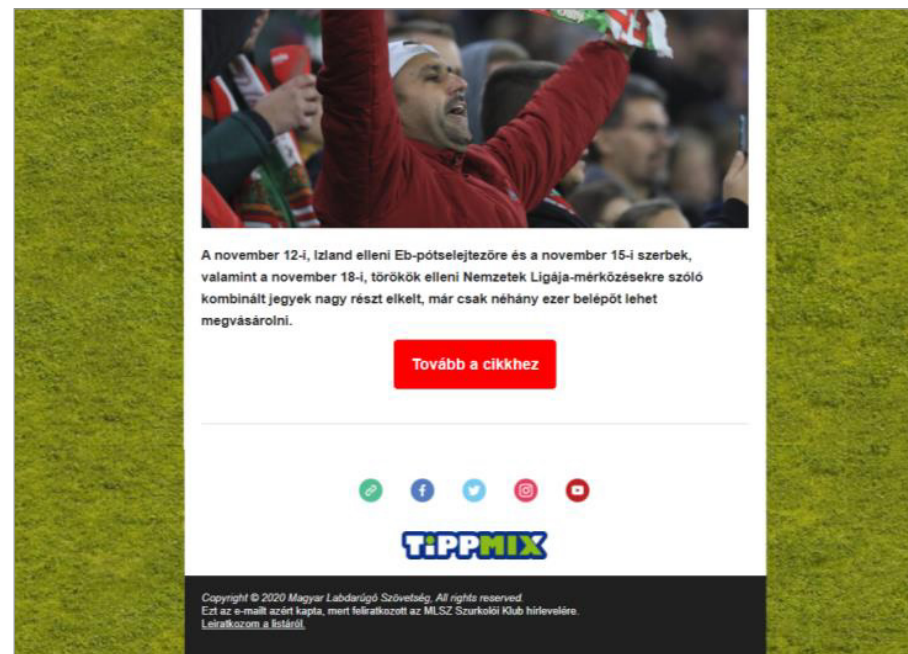 A november 12-i, Izland elleni Eb-pótselejtezőre és a november 15-i szerbek,
valamint a november 18-i, törökök elleni Nemzetek Ligája-mérkőzésekre szóló
kombinált jegyek nagy részt elkelt, már csak néhány ezer belépőt lehet
megvásárolni.
Tovább a cikkhez
TiPPMIX
Copyright © 2020 Magyar Labdarúgó Szövetség, All rights reserved.
Ezt az e-mailt azért kapta, mert feliratkozott az MLSZ Szurkolói Klub hírlevelére.
Leiratkozom a listáról.